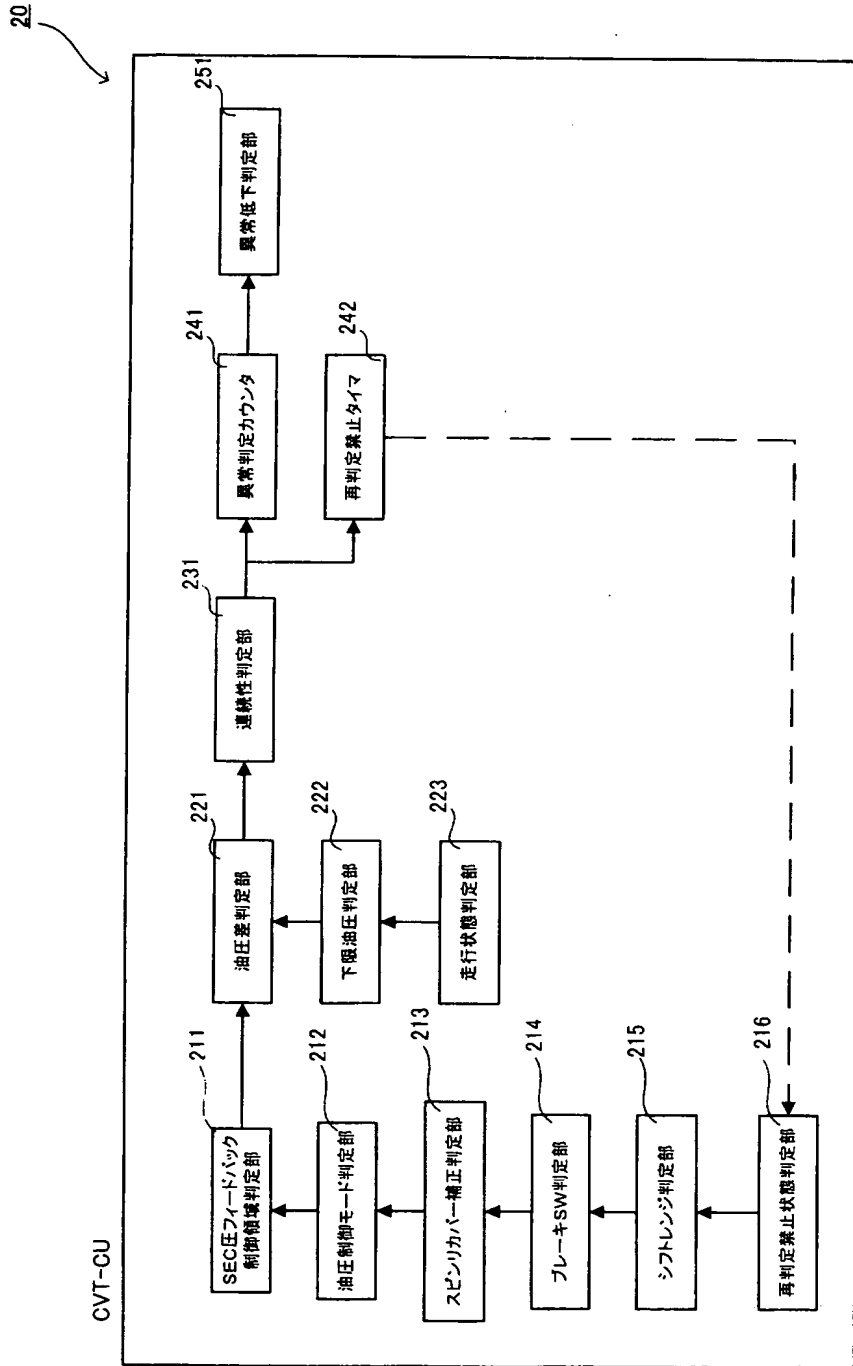 20
CVT-CU
211
SEC圧フィードバック
制御領域判定部
221
油圧差判定部
231
連続性判定部
241
異常判定カウンタ
251
異常低下判定部
212
油圧制御モード判定部
222
下限油圧判定部
242
再判定禁止タイマ
213
スピンリカバー補正判定部
223
走行状態判定部
214
ブレーキSW判定部
215
シフトレンジ判定部
216
再判定禁止状態判定部